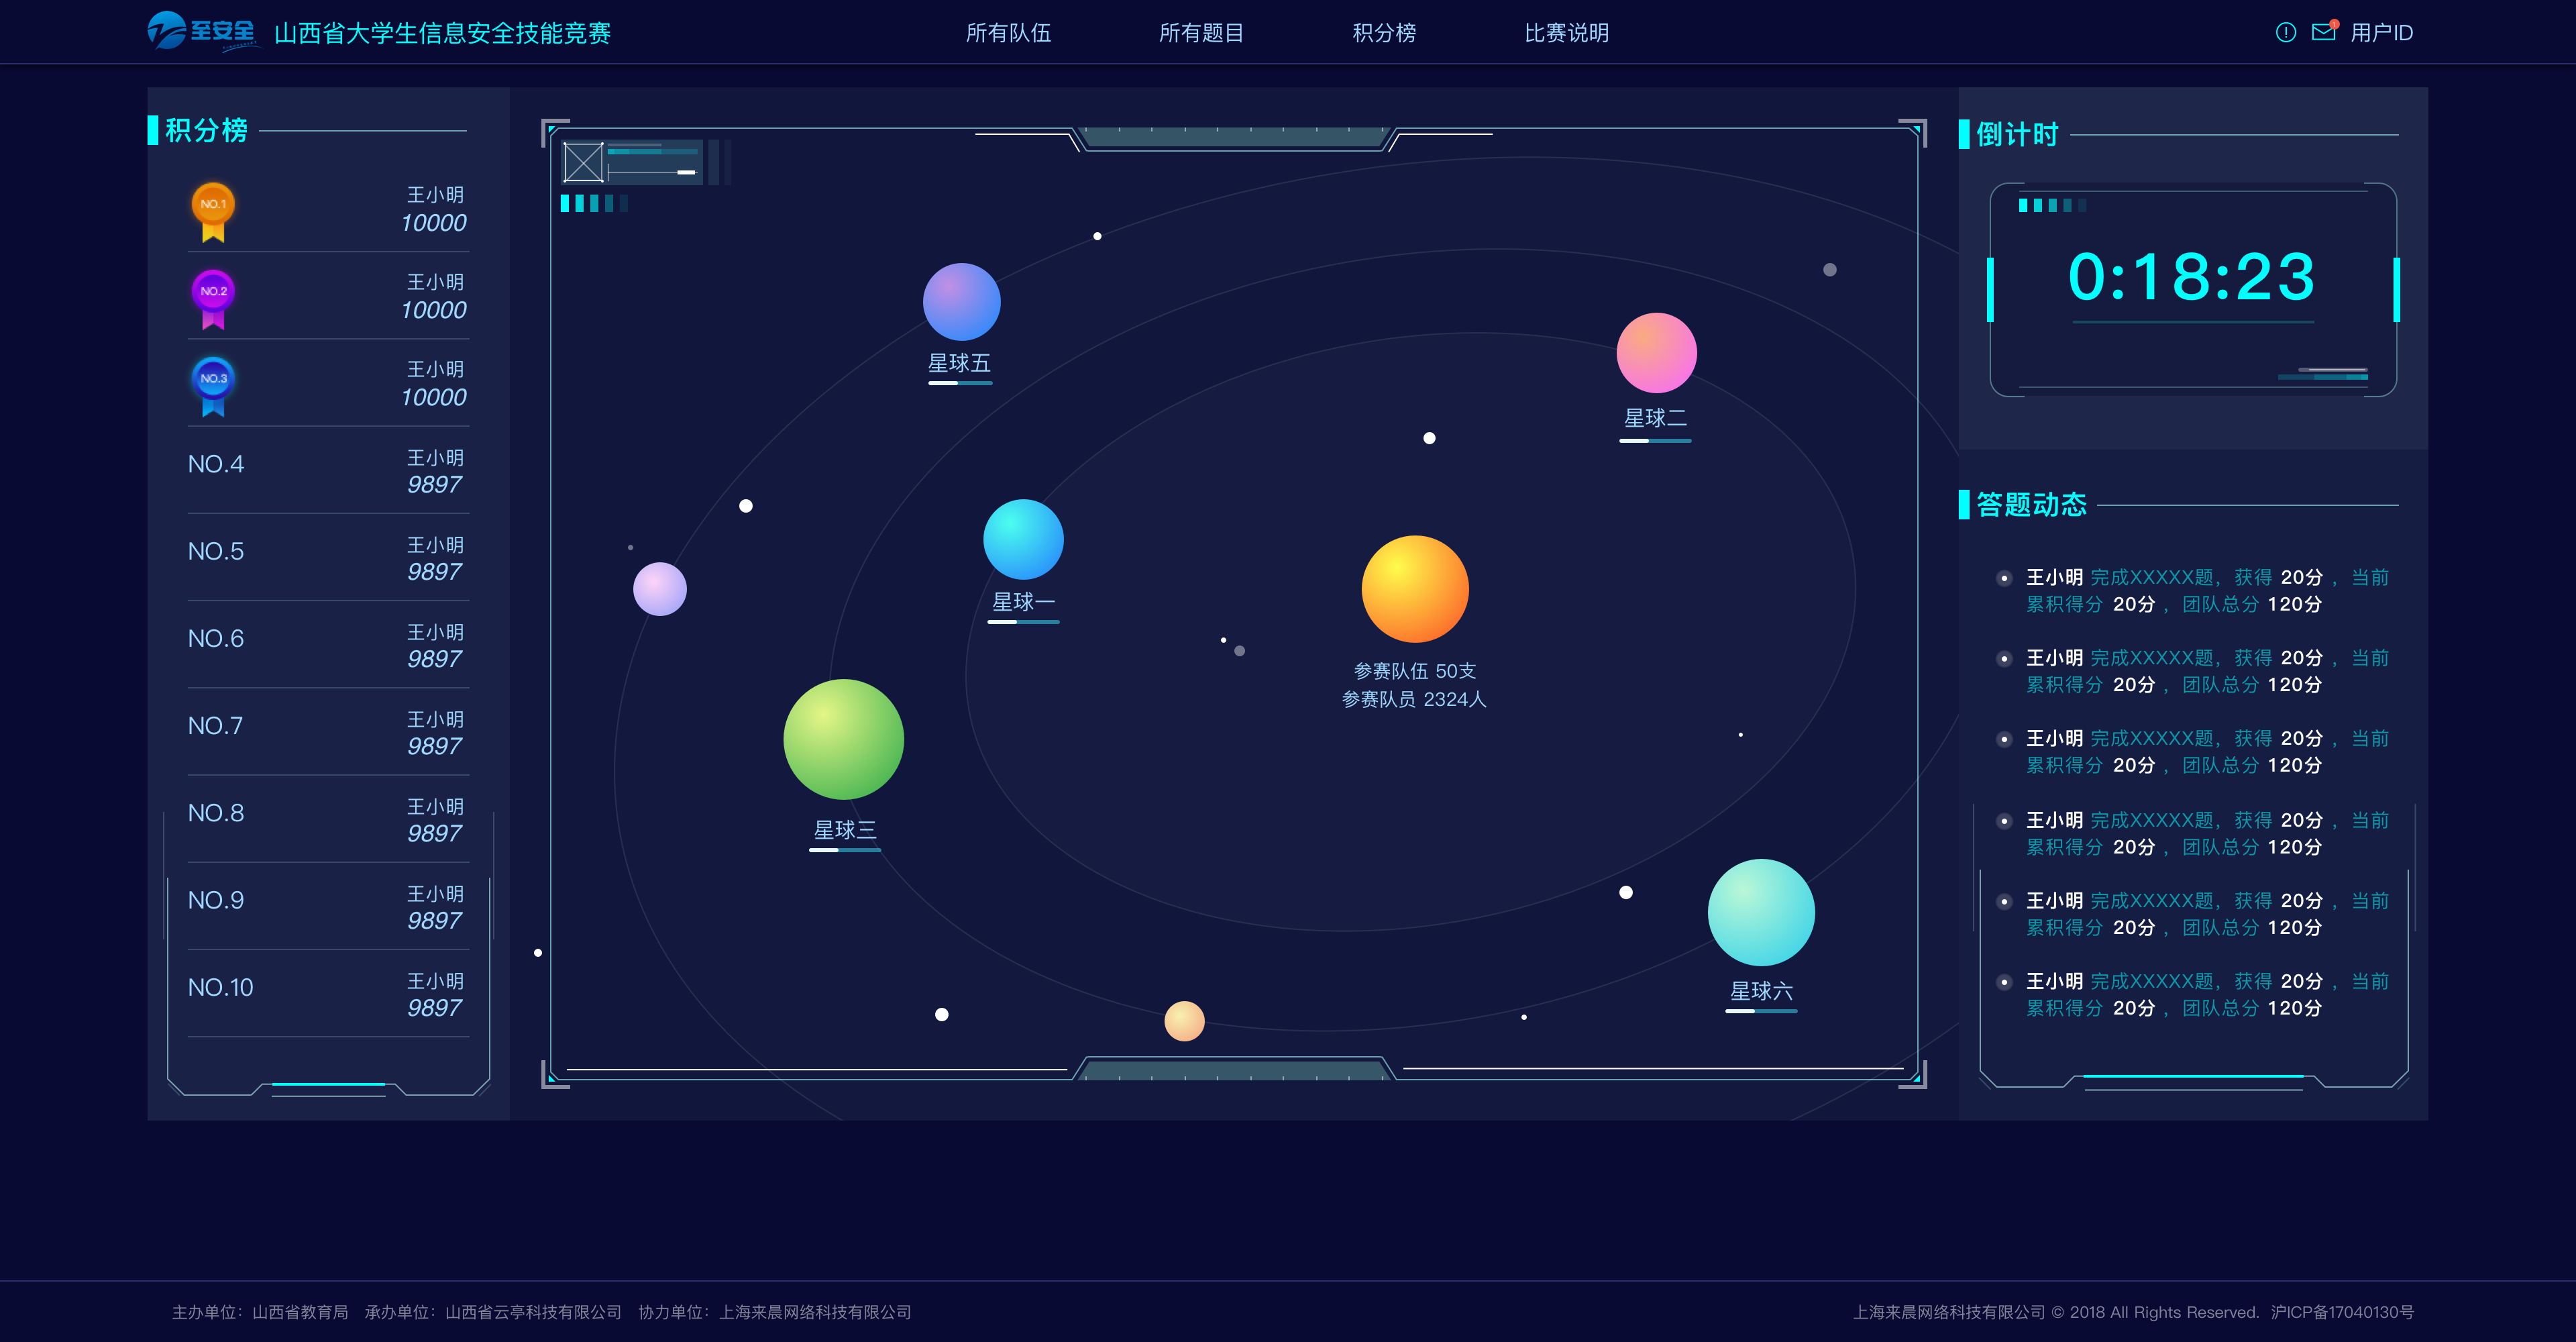 至安全 山西省大学生信息安全技能竞赛 所有队伍 所有题目 积分榜 比赛说明 用户ID
积分榜
NO.1 王小明
10000
NO.2 王小明
10000
NO.3 王小明
10000
NO.4 王小明
9897
NO.5 王小明
9897
NO.6 王小明
9897
NO.7 王小明
9897
NO.8 王小明
9897
NO.9 王小明
9897
NO.10 王小明
9897
星球五
星球二
星球一
参赛队伍 50支
参赛队员 2324人
星球三
星球六
倒计时
0:18:23
答题动态
王小明 完成XXXXX题，获得 20分 ，当前
累积得分 20分 ，团队总分 120分
王小明 完成XXXXX题，获得 20分 ，当前
累积得分 20分 ，团队总分 120分
王小明 完成XXXXX题，获得 20分 ，当前
累积得分 20分 ，团队总分 120分
王小明 完成XXXXX题，获得 20分 ，当前
累积得分 20分 ，团队总分 120分
王小明 完成XXXXX题，获得 20分 ，当前
累积得分 20分 ，团队总分 120分
王小明 完成XXXXX题，获得 20分 ，当前
累积得分 20分 ，团队总分 120分
主办单位：山西省教育局 承办单位：山西省云亭科技有限公司 协力单位：上海来晨网络科技有限公司
上海来晨网络科技有限公司 © 2018 All Rights Reserved. 沪ICP备17040130号